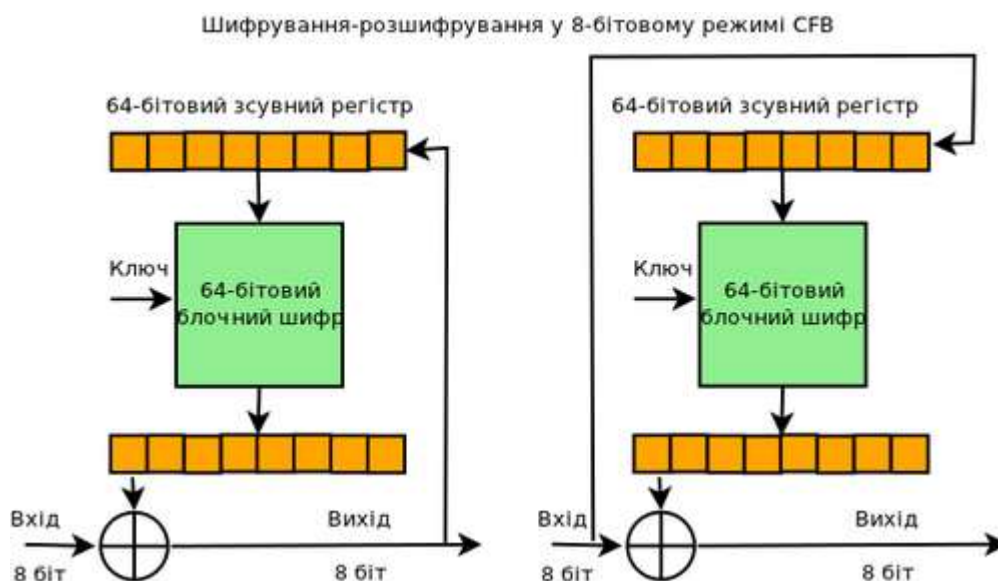 Шифрування-розшифрування у 8-бітовому режимі CFB
64-бітовий зсувний регістр
Ключ
64-бітовий
блочний шифр
Вхід
Вихід
8 біт
8 біт
64-бітовий зсувний регістр
Ключ
64-бітовий
блочний шифр
Вхід
Вихід
8 біт
8 біт